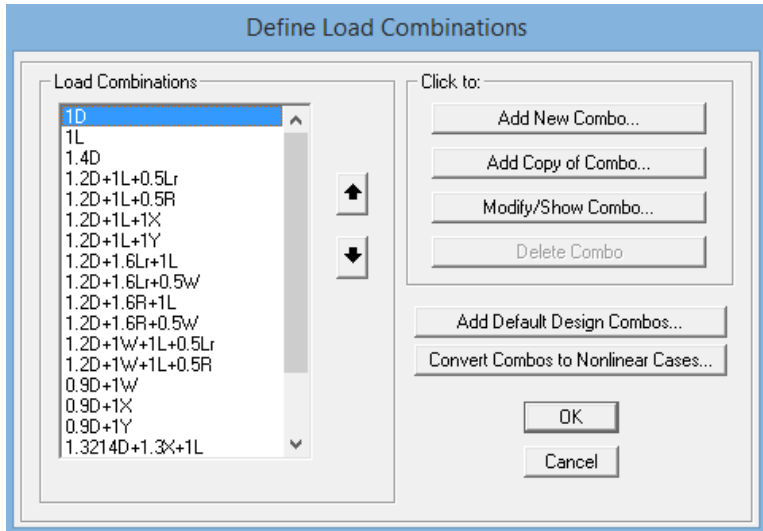 Define Load Combinations
Load Combinations
1D
1L
1.4D
1.2D+1L+0.5Lr
1.2D+1L+0.5R
1.2D+1L+1X
1.2D+1L+1Y
1.2D+1.6Lr+1L
1.2D+1.6Lr+0.5W
1.2D+1.6R+1L
1.2D+1.6R+0.5W
1.2D+1W+1L+0.5Lr
1.2D+1W+1L+0.5R
0.9D+1W
0.9D+1X
0.9D+1Y
1.3214D+1.3X+1L
Click to:
Add New Combo...
Add Copy of Combo...
Modify/Show Combo...
Delete Combo
Add Default Design Combos...
Convert Combos to Nonlinear Cases...
OK
Cancel